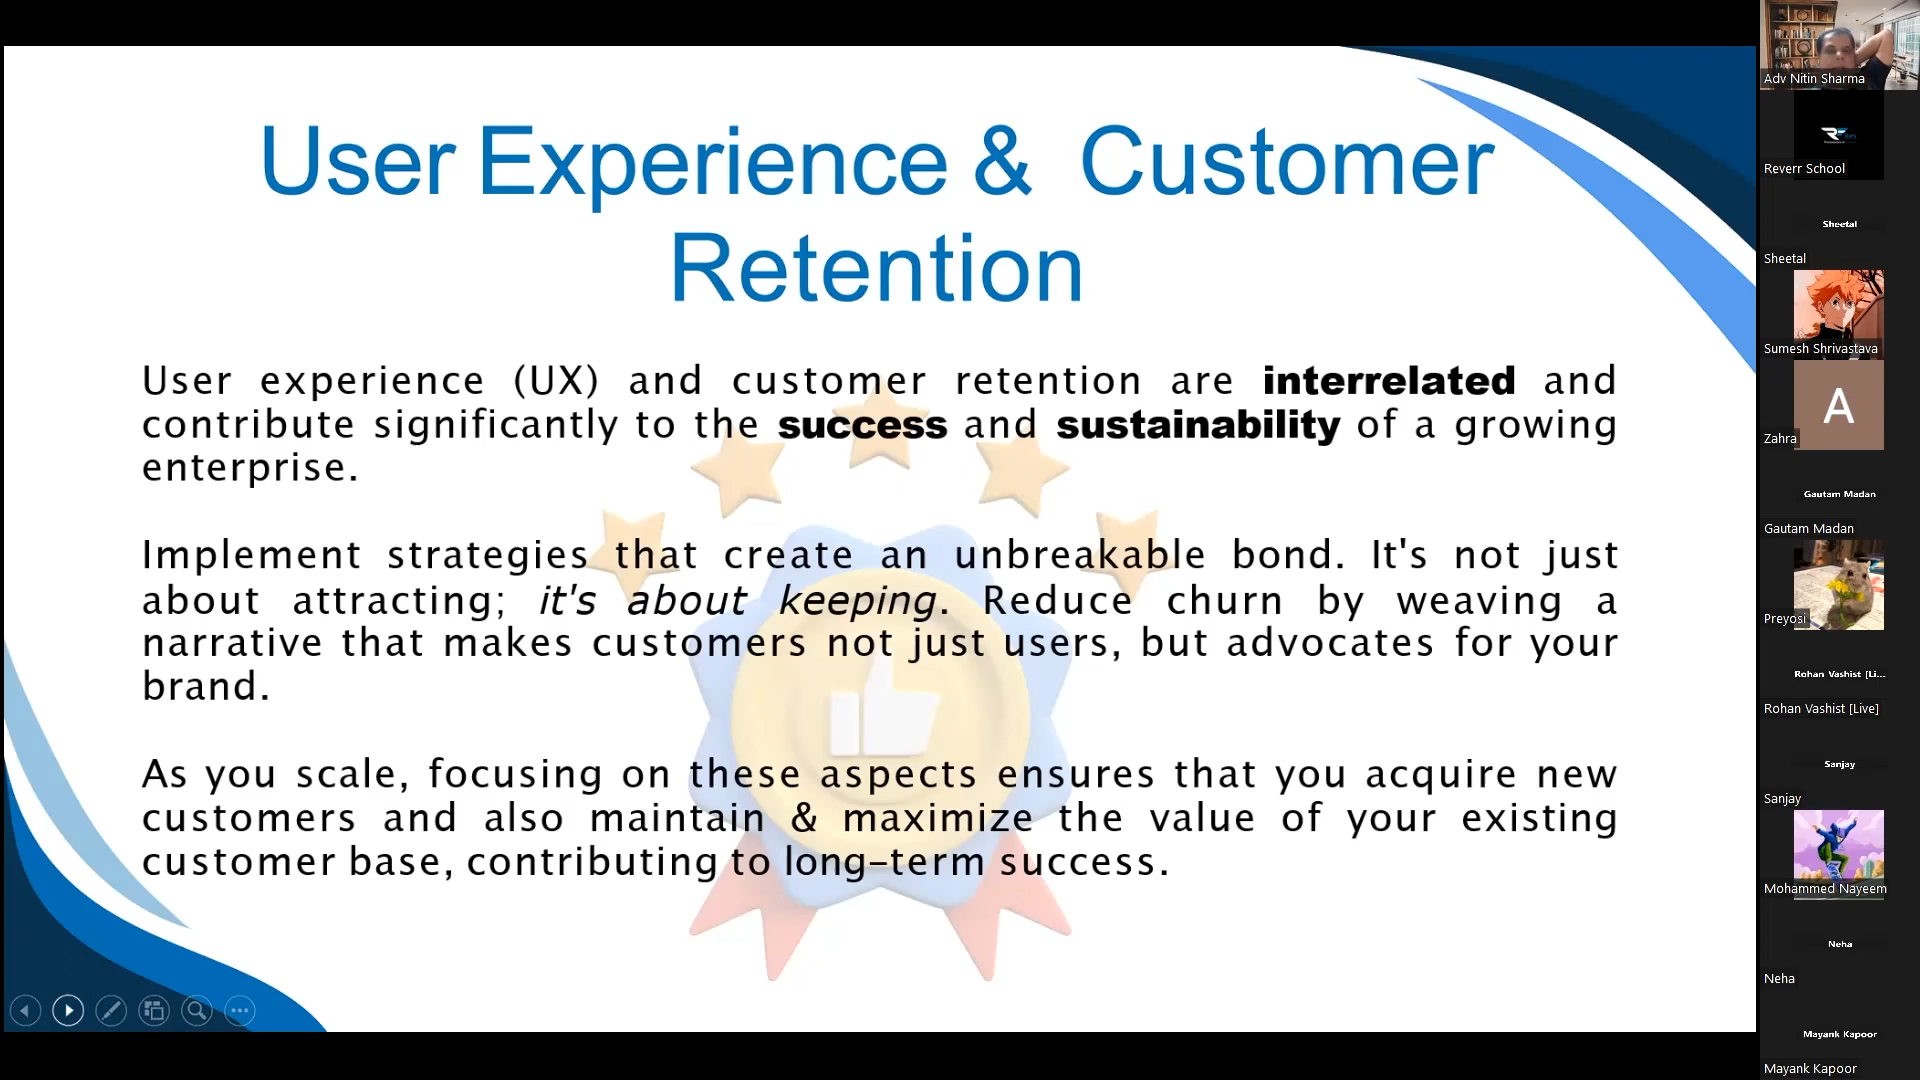 User Experience & Customer
Retention
User experience (UX) and customer retention are interrelated and
contribute significantly to the success and sustainability of a growing
enterprise.
Implement strategies that create an unbreakable bond. It's not just
about attracting; it's about keeping. Reduce churn by weaving a
narrative that makes customers not just users, but advocates for your
brand.
As you scale, focusing on these aspects ensures that you acquire new
customers and also maintain & maximize the value of your existing
customer base, contributing to long-term success.
Adv Nitin Sharma
Reverr School
Sheetal
Sheetal
Sumesh Shrivastava
A
Zahra
Gautam Madan
Gautam Madan
Preyosi
Rohan Vashist [Li...
Rohan Vashist [Live]
Sanjay
Sanjay
Mohammed Nayeem
Neha
Neha
Mayank Kapoor
Mayank Kapoor